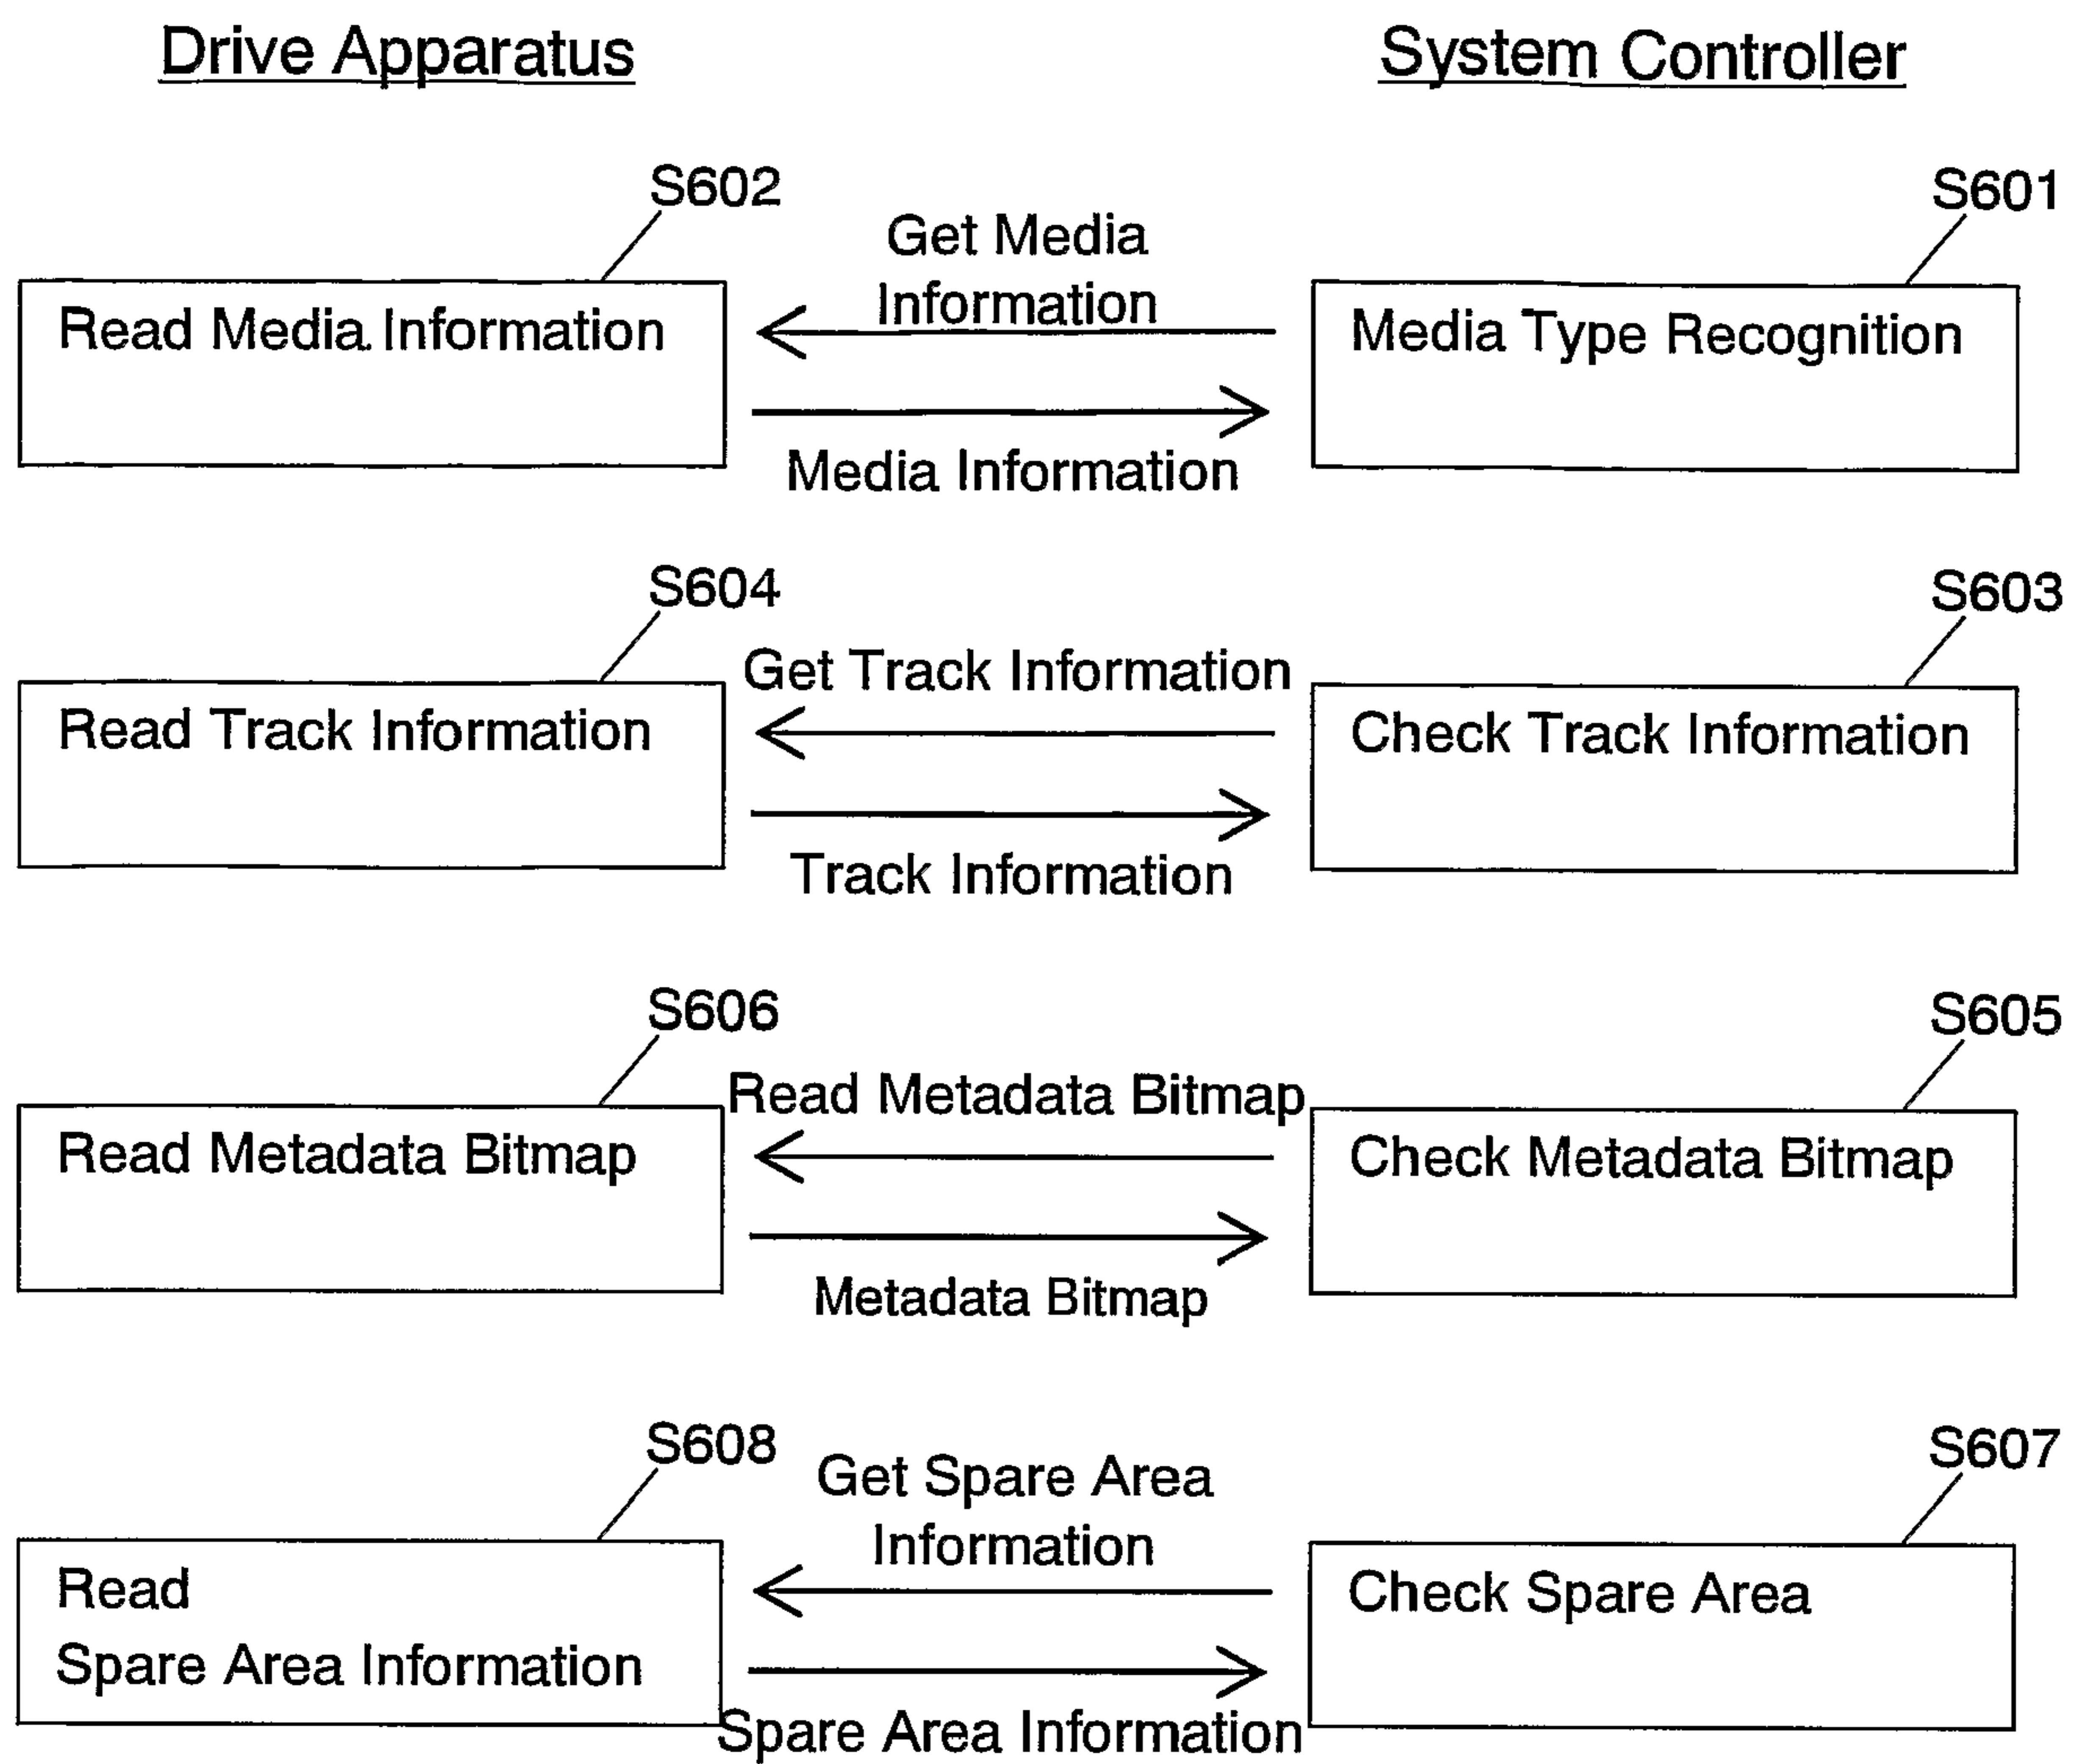 Drive Apparatus
System Controller
S602
S601
Get Media
Information
Read Media Information
Media Type Recognition
Media Information
S604
S603
Get Track Information
Read Track Information
Check Track Information
Track Information
S606
S605
Read Metadata Bitmap
Read Metadata Bitmap
Check Metadata Bitmap
Metadata Bitmap
S608
S607
Get Spare Area
Information
Read
Spare Area Information
Check Spare Area
Spare Area Information